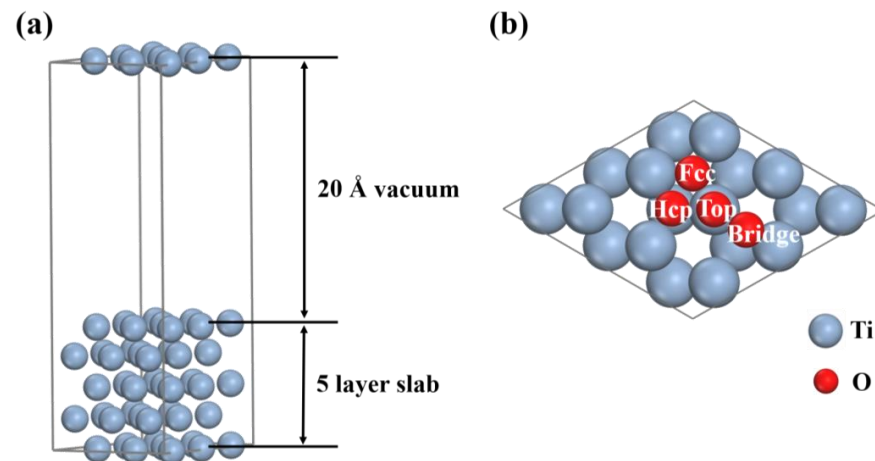 (a)
20 Å vacuum
5 layer slab
(b)
Fcc
Hcp Top
Bridge
Ti
O